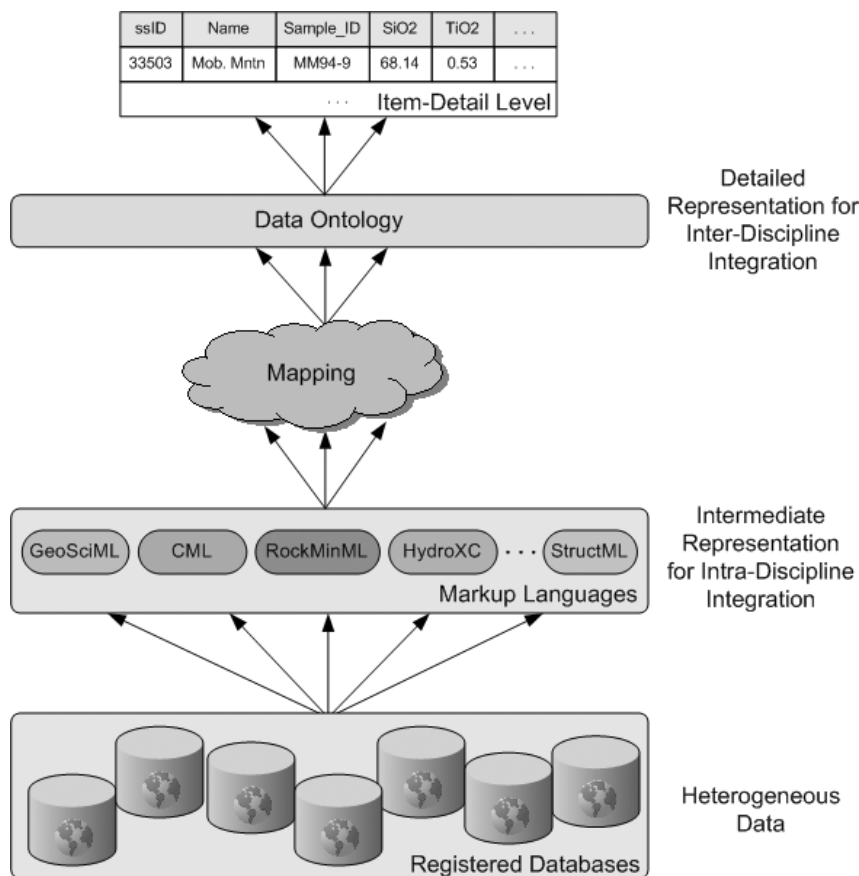 ssID Name Sample_ID SiO2 TiO2 . . .
33503 Mob. Mntn MM94-9 68.14 0.53 . . .
. . . Item-Detail Level
Data Ontology
Detailed
Representation for
Inter-Discipline
Integration
Mapping
GeoSciML CML RockMinML HydroXC . . . StructML
Markup Languages
Intermediate
Representation
for Intra-Discipline
Integration
Registered Databases
Heterogeneous
Data